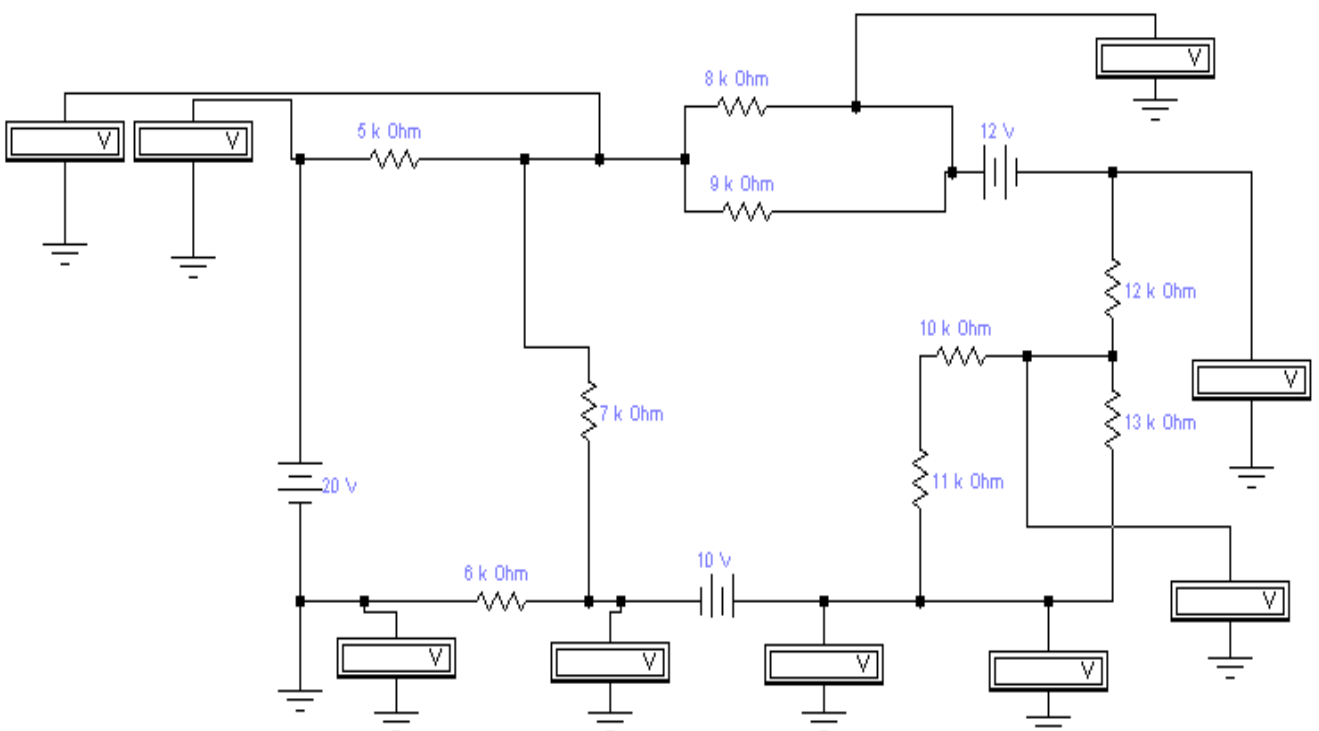 V
8 k Ohm
V
V
5 k Ohm
12 V
9 k Ohm
12 k Ohm
10 k Ohm
V
7 k Ohm
13 k Ohm
11 k Ohm
20 V
10 V
6 k Ohm
V
V
V
V
V